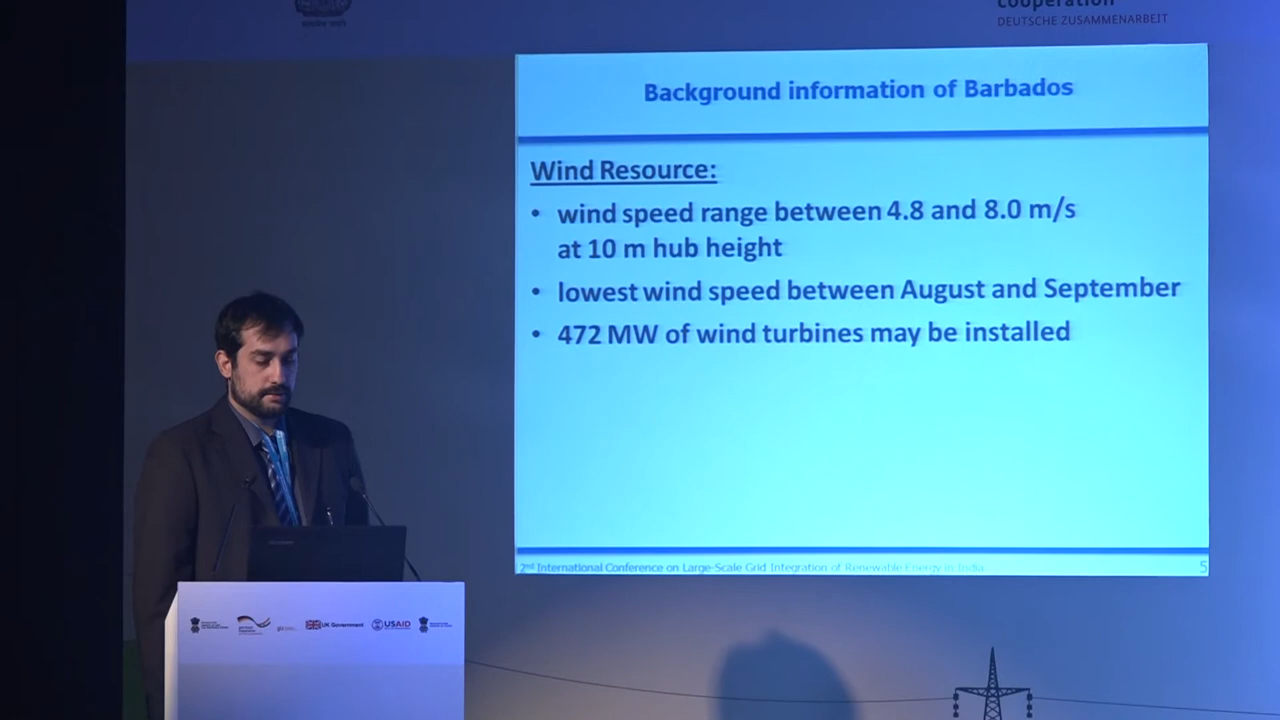 cooperation
DEUTSCHE ZUSAMMENARBEIT
Background information of Barbados
Wind Resource:
• wind speed range between 4.8 and 8.0 m/s
at 10 m hub height
• lowest wind speed between August and September
• 472 MW of wind turbines may be installed
2nd International Conference on Large-Scale Grid Integration of Renewable Energy in India
5
UK Government
USAID